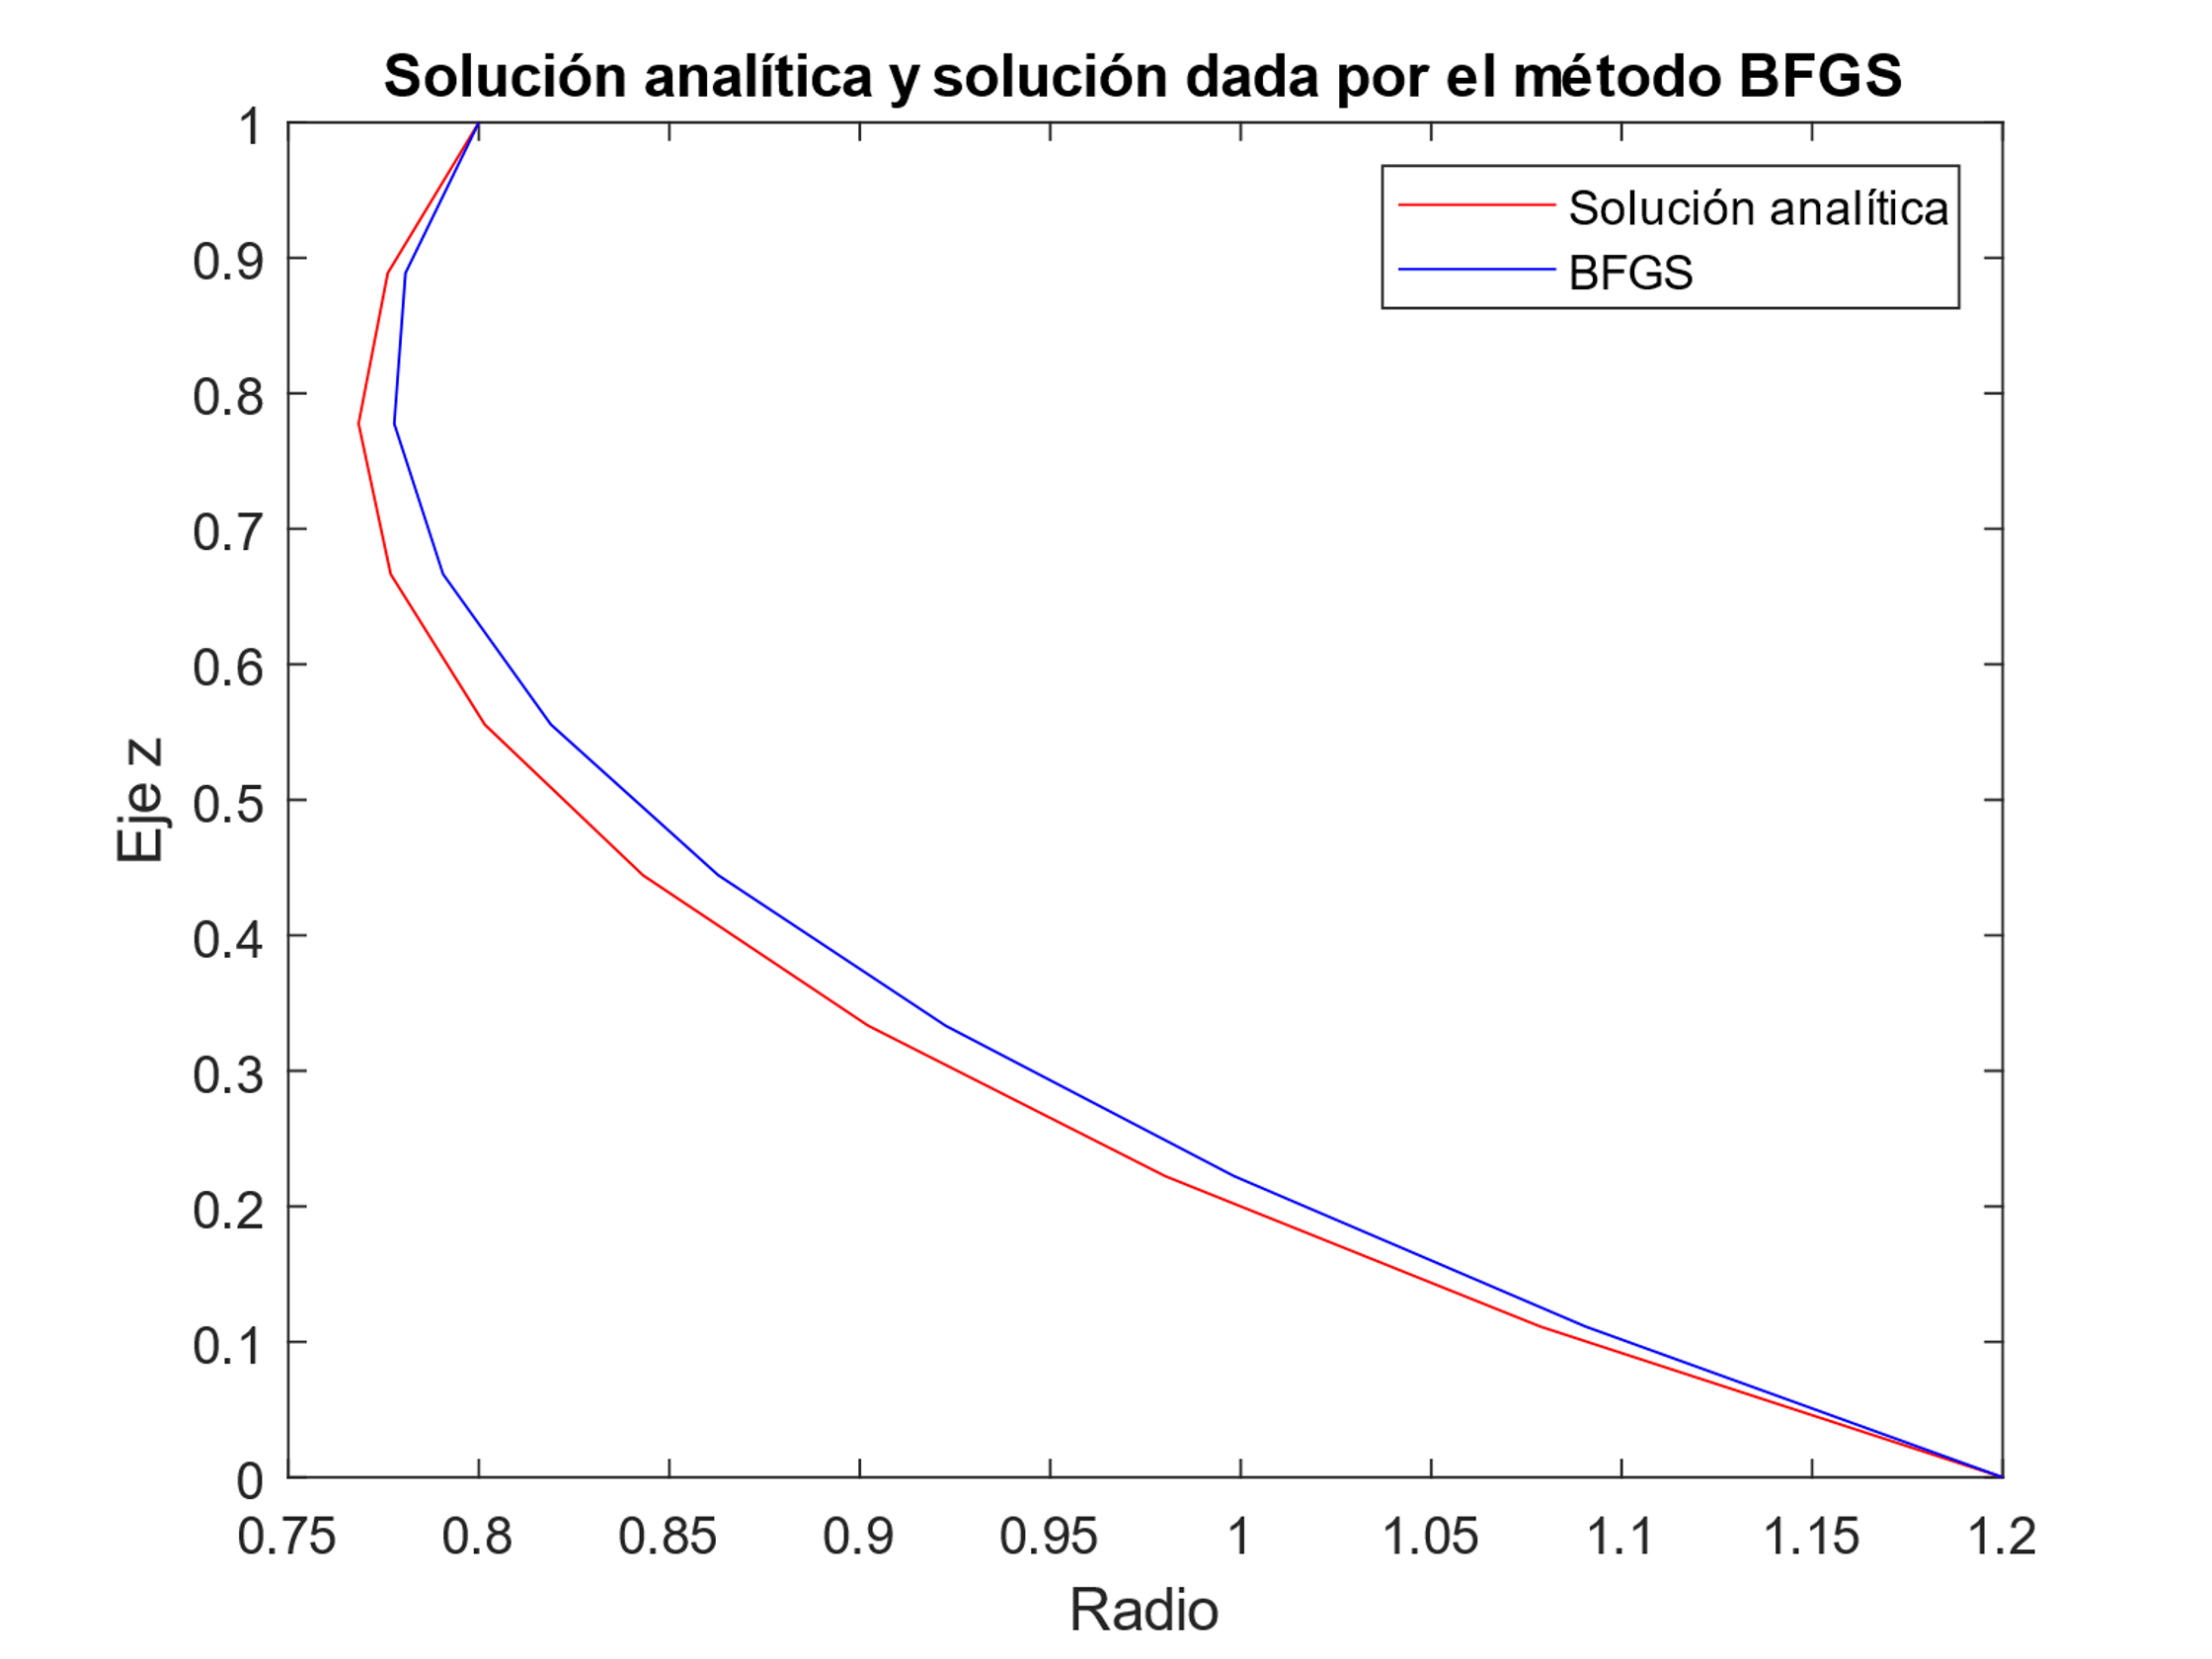 Solución analítica y solución dada por el método BFGS
Solución analítica
BFGS
Eje z
1
0.9
0.8
0.7
0.6
0.5
0.4
0.3
0.2
0.1
0
0.75 0.8 0.85 0.9 0.95 1 1.05 1.1 1.15 1.2
Radio